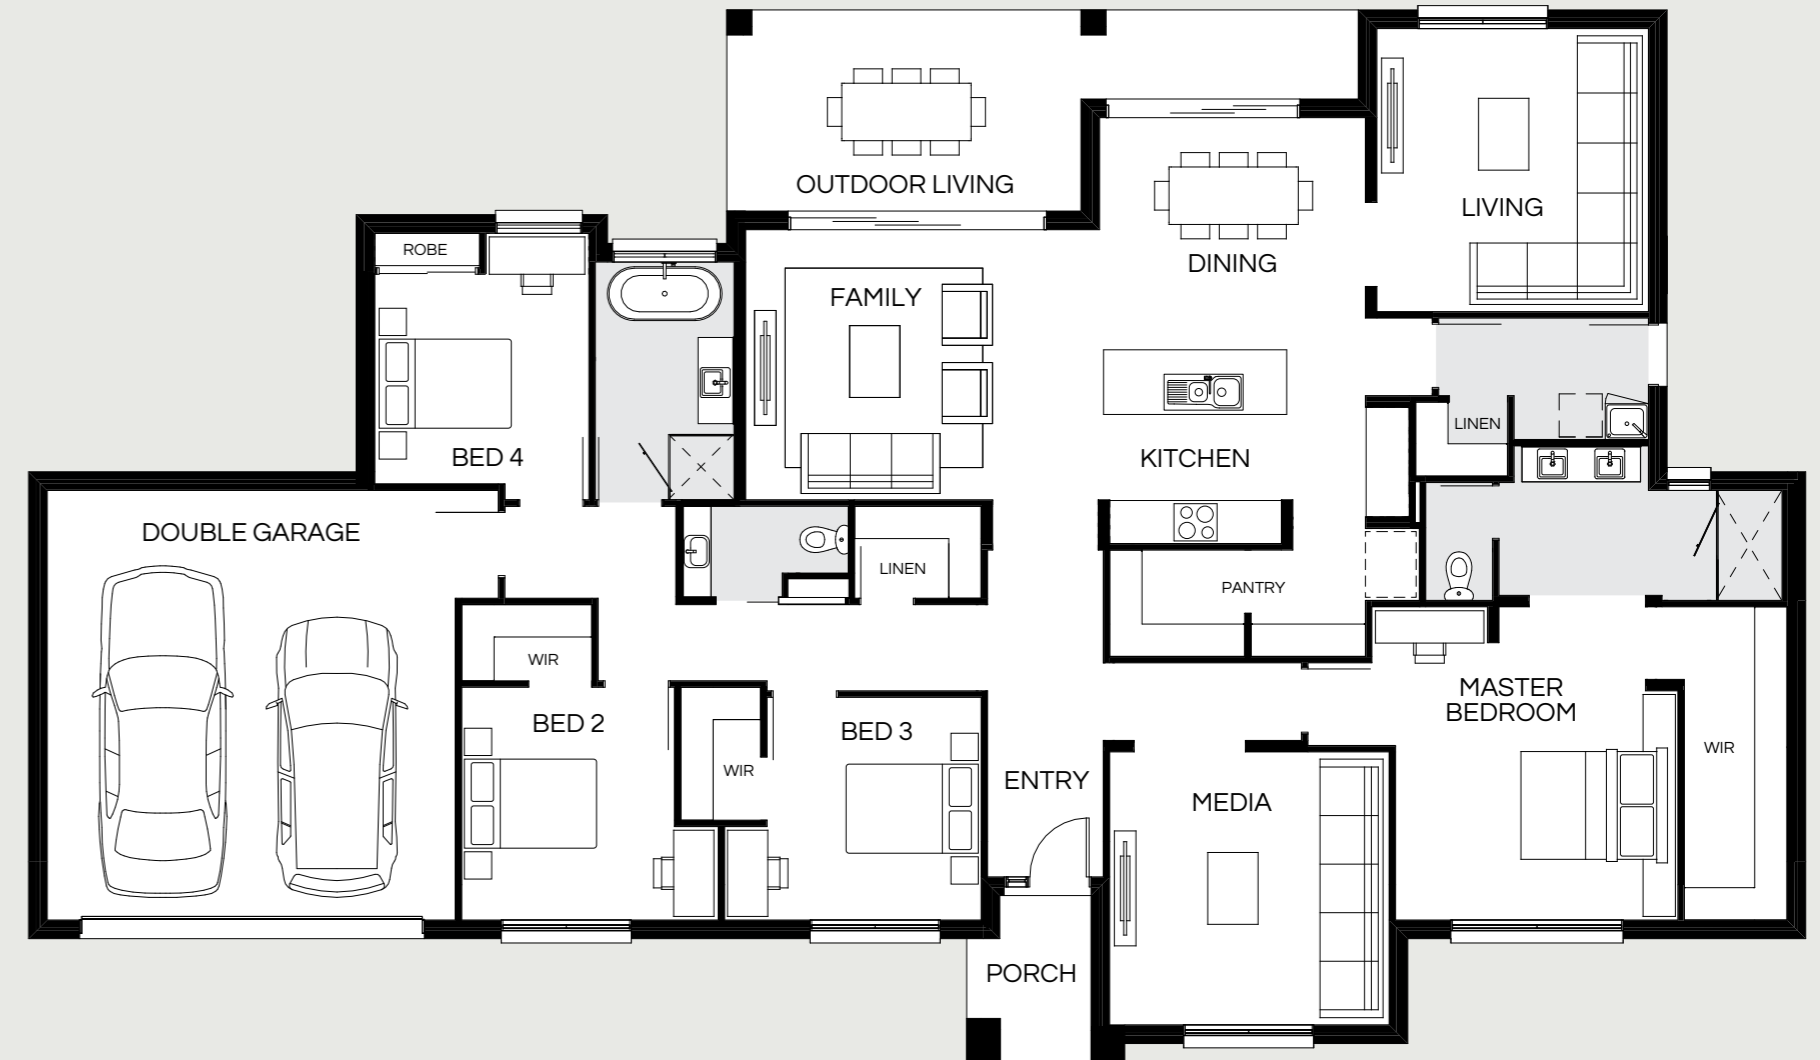 OUTDOOR LIVING
LIVING
ROBE
DINING
FAMILY
LINEN
BED 4
KITCHEN
DOUBLE GARAGE
LINEN
PANTRY
WIR
MASTER
BEDROOM
BED 2
BED 3
WIR
WIR
ENTRY
MEDIA
PORCH